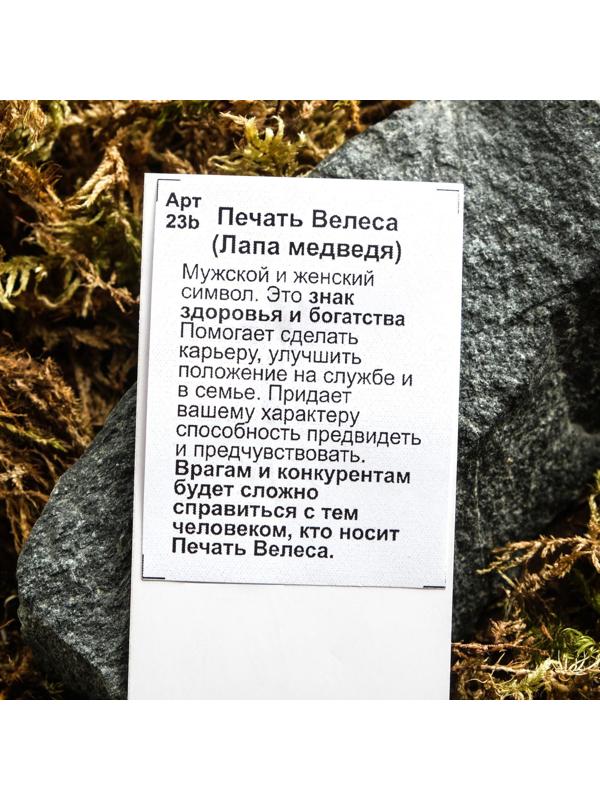 Арт
23b
Печать Велеса
(Лапа медведя)
Мужской и женский
символ. Это знак
здоровья и богатства
Помогает сделать
карьеру, улучшить
положение на службе и
в семье. Придает
вашему характеру
способность предвидеть
и предчувствовать.
Врагам и конкурентам
будет сложно
справиться с тем
человеком, кто носит
Печать Велеса.